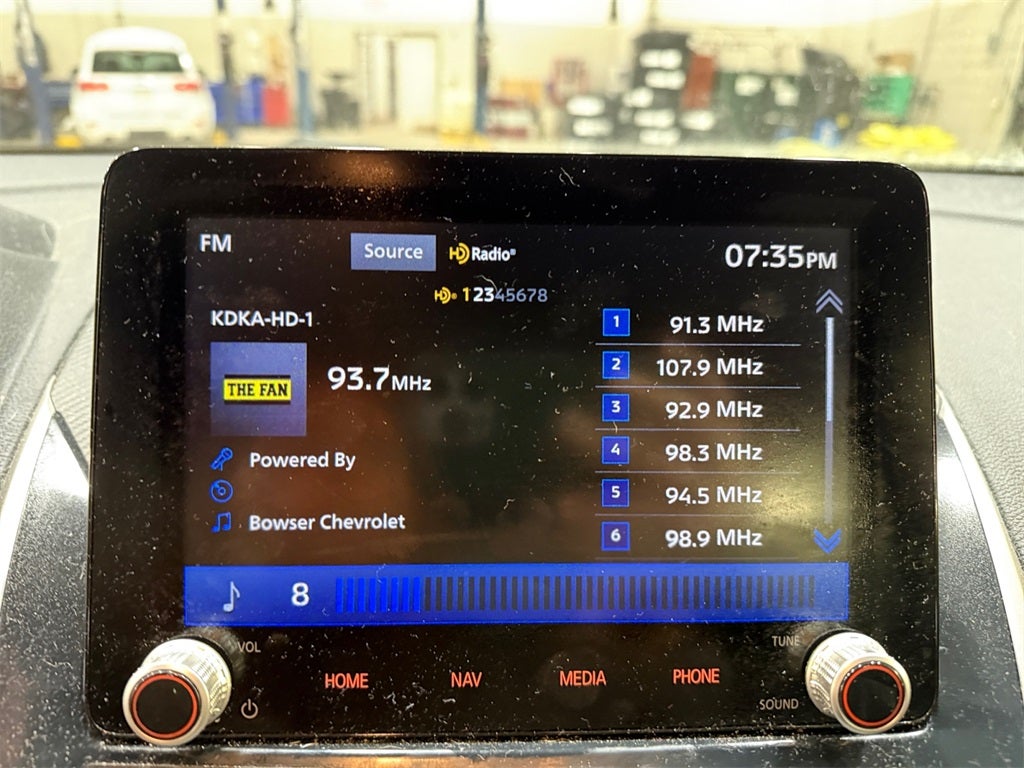 FM
Source
HD Radio®
07:35PM
HD® 12345678
KDKA-HD-1
THE FAN
93.7MHz
Powered By
Bowser Chevrolet
1 91.3 MHz
2 107.9 MHz
3 92.9 MHz
4 98.3 MHz
5 94.5 MHz
6 98.9 MHz
8
VOL
TUNE
HOME
NAV
MEDIA
PHONE
SOUND